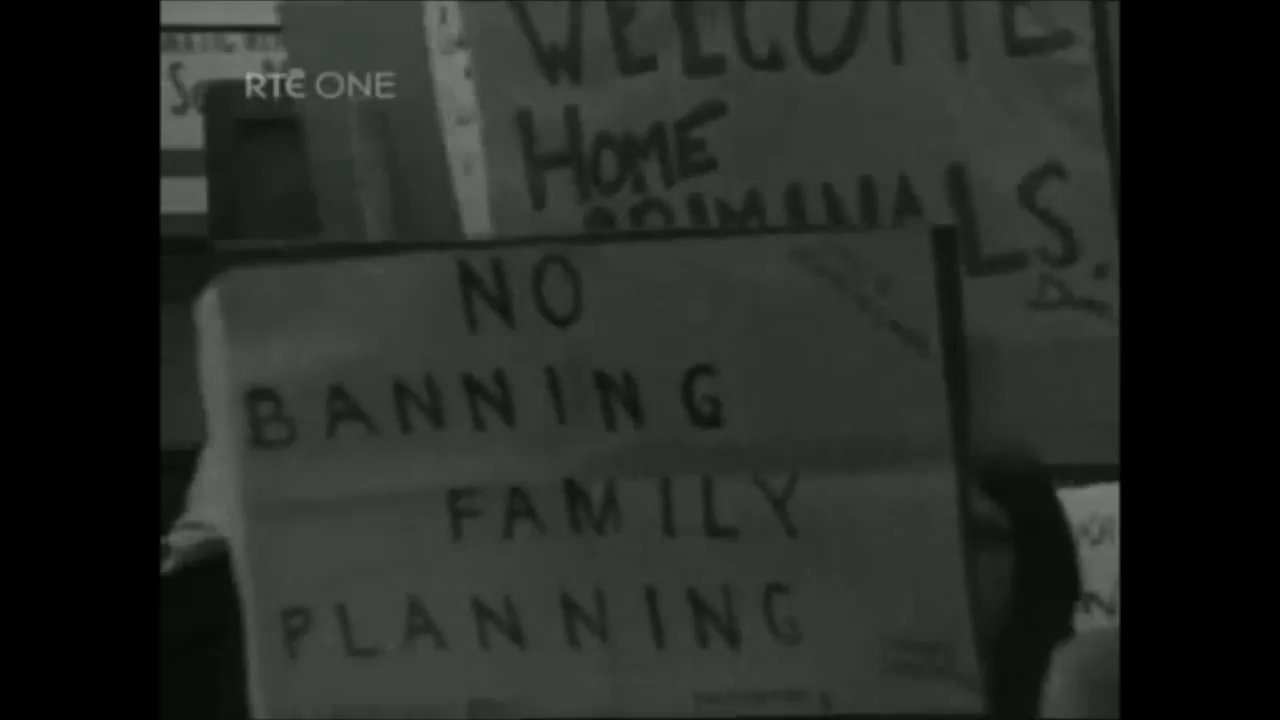 RTÉ ONE
WELCOME
HOME
CRIMINALS.
NO
BANNING
FAMILY
PLANNING